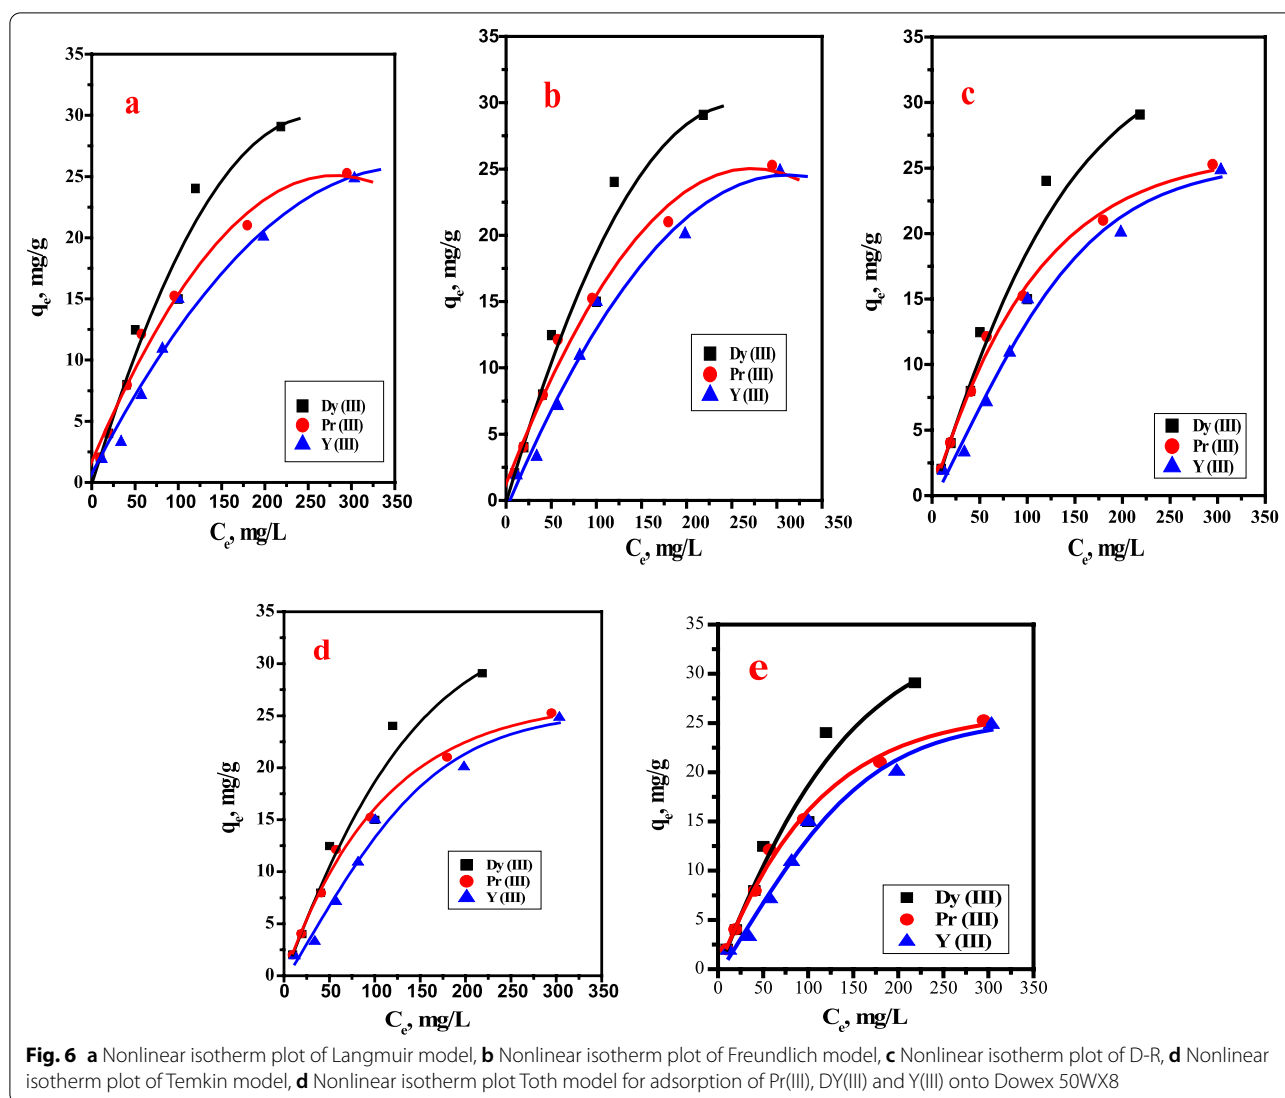 a
35
30
25
20
15
10
5
0
qe, mg/g
0 50 100 150 200 250 300 350
Ce, mg/L
Dy (III)
Pr (III)
Y (III)
b
35
30
25
20
15
10
5
0
qe, mg/g
0 50 100 150 200 250 300 350
Ce, mg/L
Dy (III)
Pr (III)
Y (III)
c
35
30
25
20
15
10
5
0
qe, mg/g
0 50 100 150 200 250 300 350
Ce, mg/L
Dy (III)
Pr (III)
Y (III)
d
35
30
25
20
15
10
5
0
qe, mg/g
0 50 100 150 200 250 300 350
Ce, mg/L
Dy (III)
Pr (III)
Y (III)
e
35
30
25
20
15
10
5
0
qe, mg/g
0 50 100 150 200 250 300 350
Ce, mg/L
Dy (III)
Pr (III)
Y (III)
Fig. 6 a Nonlinear isotherm plot of Langmuir model, b Nonlinear isotherm plot of Freundlich model, c Nonlinear isotherm plot of D-R, d Nonlinear
isotherm plot of Temkin model, d Nonlinear isotherm plot Toth model for adsorption of Pr(III), DY(III) and Y(III) onto Dowex 50WX8